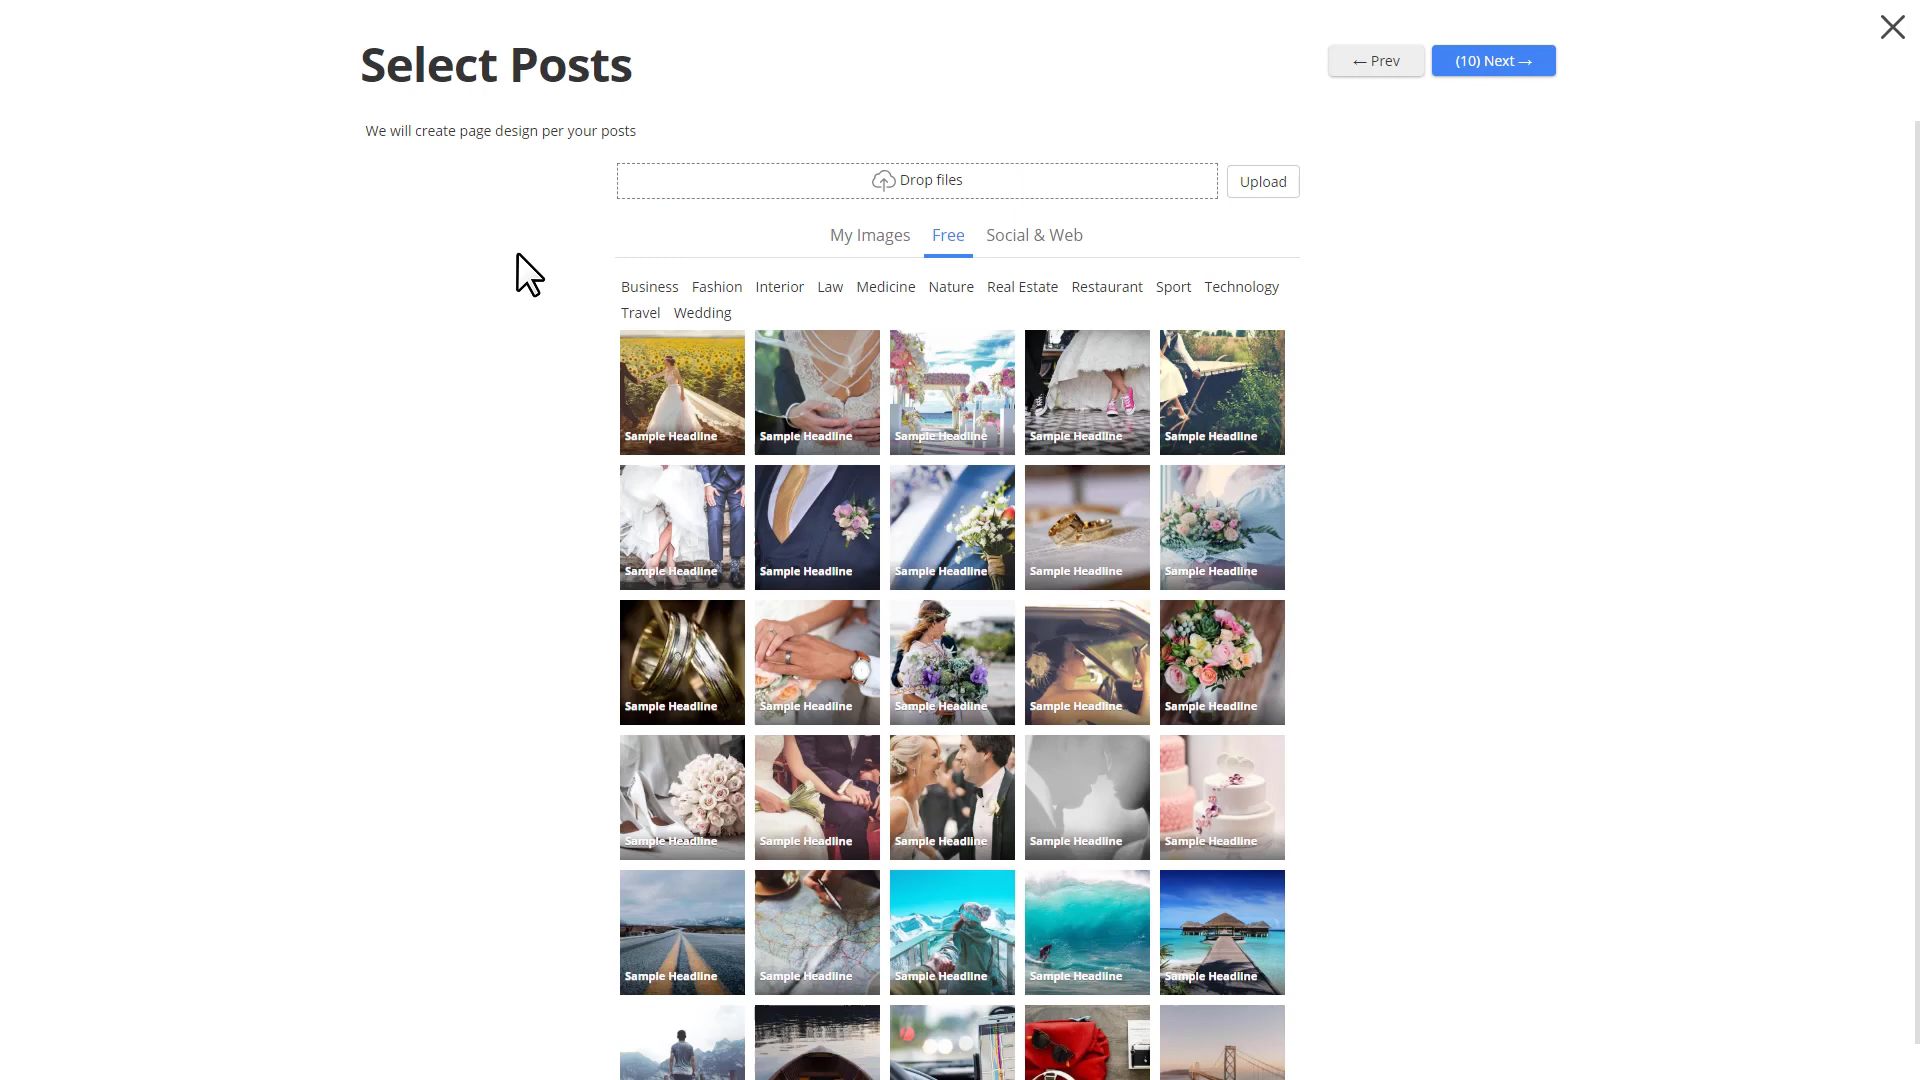 Select Posts
← Prev
(10) Next →
We will create page design per your posts
Drop files
Upload
My Images Free Social & Web
Business Fashion Interior Law Medicine Nature Real Estate Restaurant Sport Technology
Travel Wedding
Sample Headline Sample Headline Sample Headline Sample Headline Sample Headline
Sample Headline Sample Headline Sample Headline Sample Headline Sample Headline
Sample Headline Sample Headline Sample Headline Sample Headline Sample Headline
Sample Headline Sample Headline Sample Headline Sample Headline Sample Headline
Sample Headline Sample Headline Sample Headline Sample Headline Sample Headline